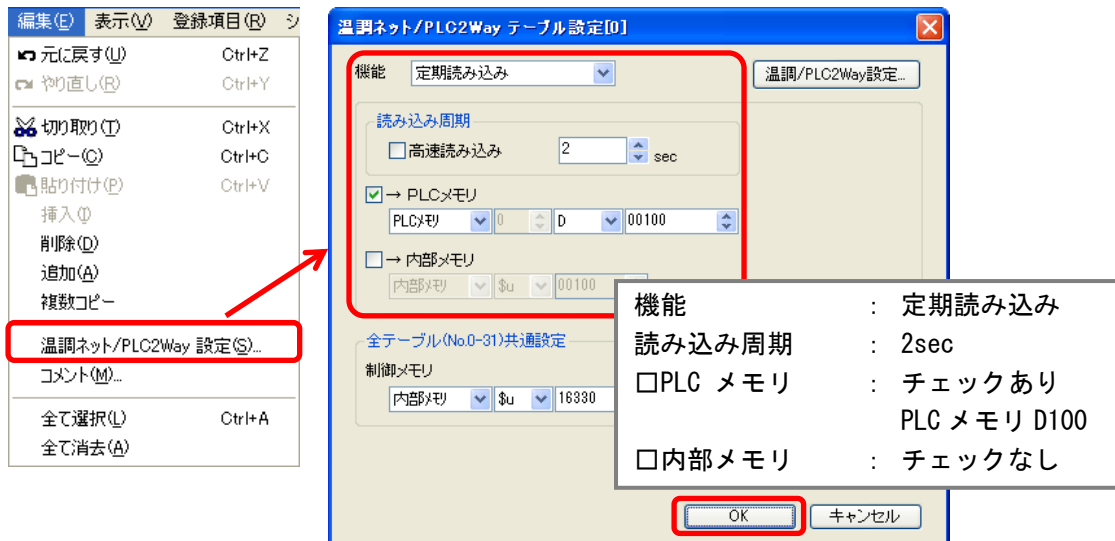 編集(E) 表示(V) 登録項目(R) シ
元に戻す(U) Ctrl+Z
やり直し(R) Ctrl+Y
切り取り(T) Ctrl+X
コピー(C) Ctrl+C
貼り付け(P) Ctrl+V
挿入(I)
削除(D)
追加(A)
複数コピー
温調ネット/PLC2Way 設定(S)...
コメント(M)...
全て選択(L) Ctrl+A
全て消去(A)
温調ネット/PLC2Way テーブル設定[0]
機能 定期読み込み
温調/PLC2Way設定...
読み込み周期
高速読み込み 2 sec
→ PLCメモリ
PLCメモリ 0 D 00100
→ 内部メモリ
内部メモリ $u 00100
全テーブル(No.0-31)共通設定
制御メモリ
内部メモリ $u 16330
OK キャンセル
機能 : 定期読み込み
読み込み周期 : 2sec
□PLC メモリ : チェックあり
PLC メモリ D100
□内部メモリ : チェックなし